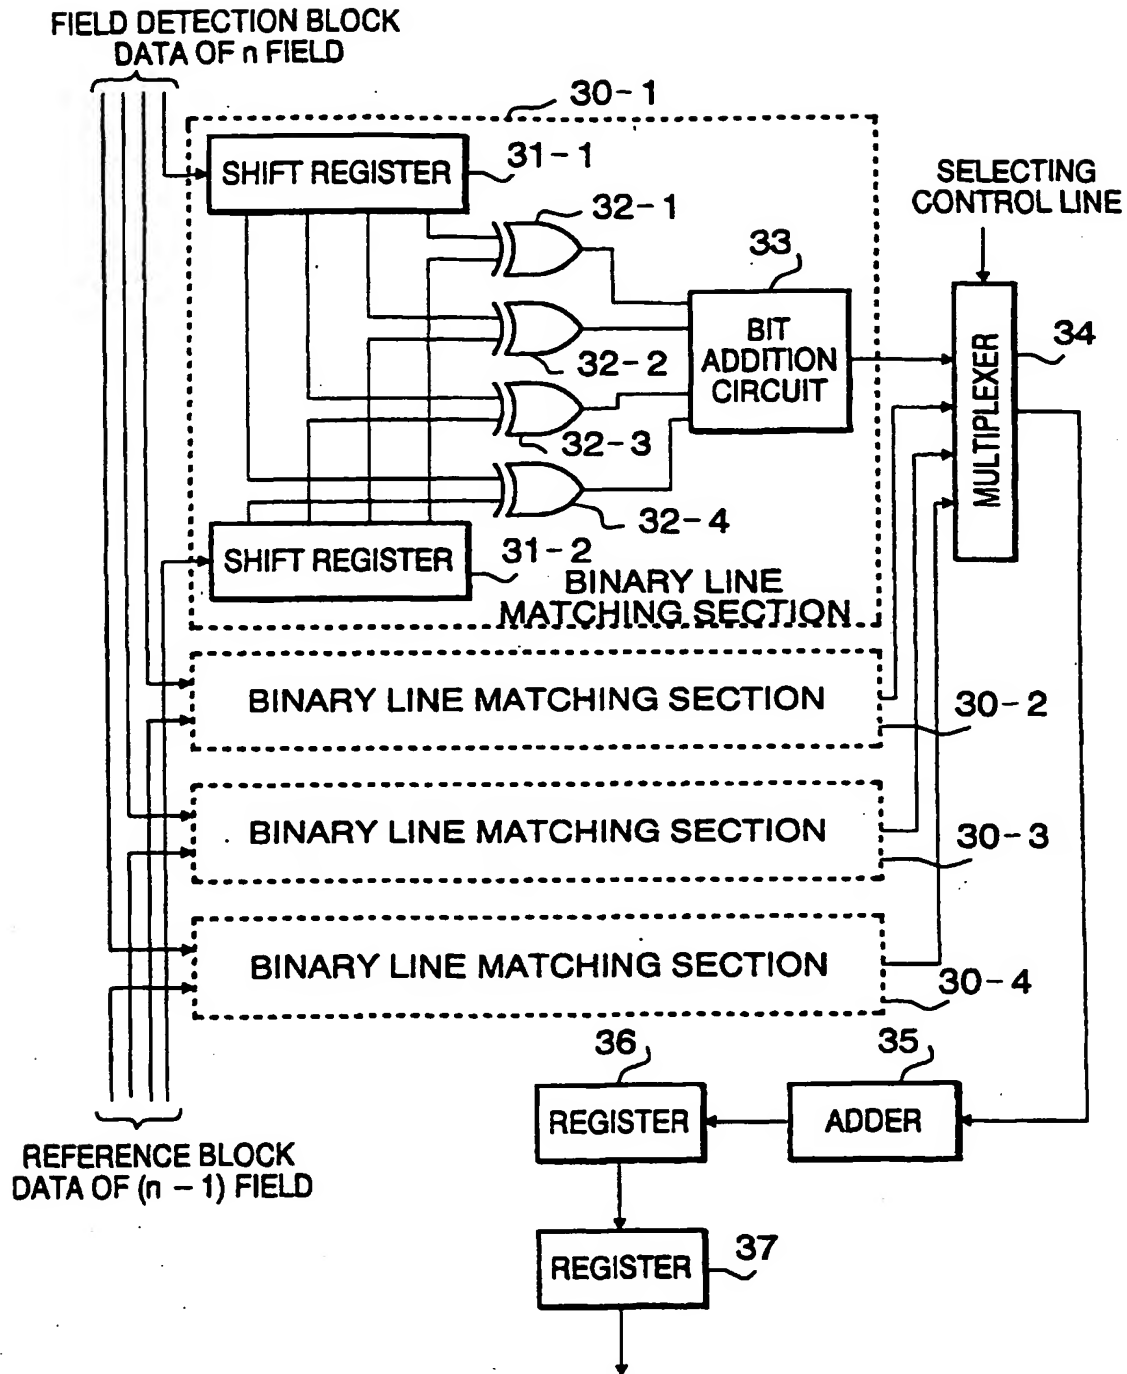 FIELD DETECTION BLOCK
DATA OF n FIELD
30-1
SHIFT REGISTER
31-1
32-1
SELECTING
CONTROL LINE
33
BIT
ADDITION
CIRCUIT
32-2
34
MULTIPLEXER
32-3
32-4
SHIFT REGISTER
31-2
BINARY LINE
MATCHING SECTION
BINARY LINE MATCHING SECTION
30-2
BINARY LINE MATCHING SECTION
30-3
BINARY LINE MATCHING SECTION
30-4
36
35
REGISTER
ADDER
REFERENCE BLOCK
DATA OF (n - 1) FIELD
REGISTER
37